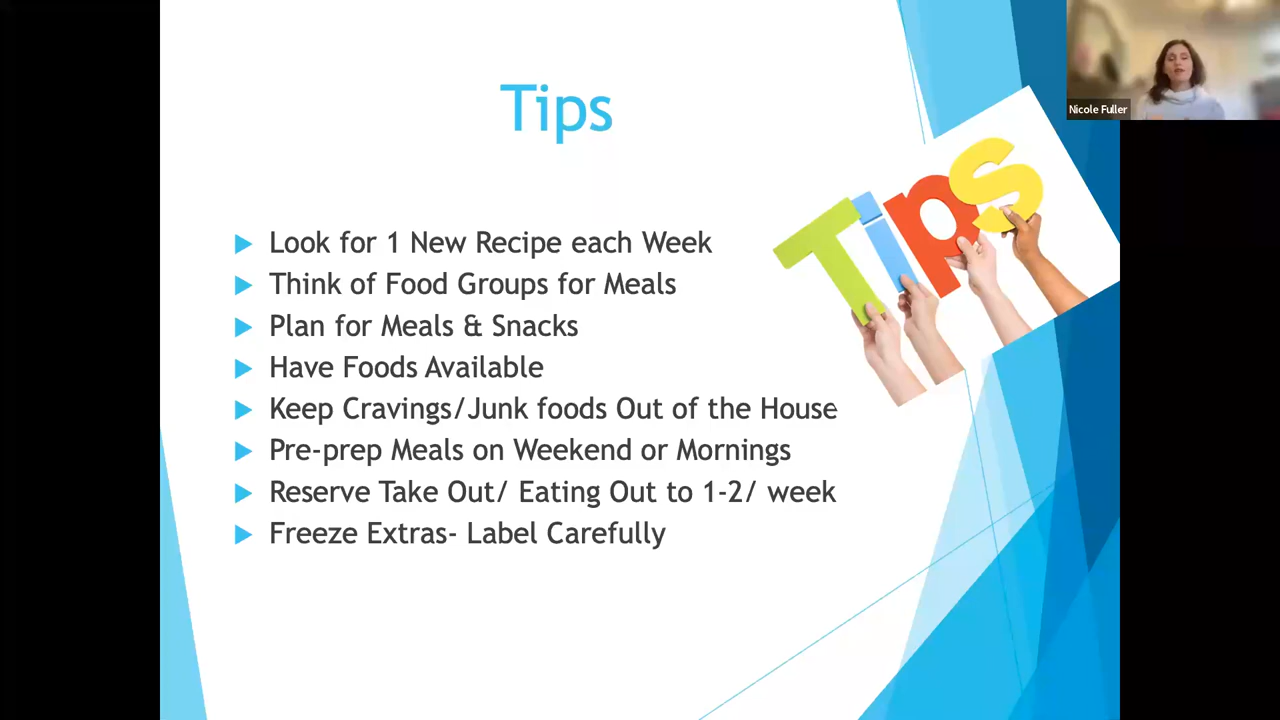 Tips
Nicole Fuller
Tips
Look for 1 New Recipe each Week
Think of Food Groups for Meals
Plan for Meals & Snacks
Have Foods Available
Keep Cravings/Junk foods Out of the House
Pre-prep Meals on Weekend or Mornings
Reserve Take Out/ Eating Out to 1-2/ week
Freeze Extras- Label Carefully